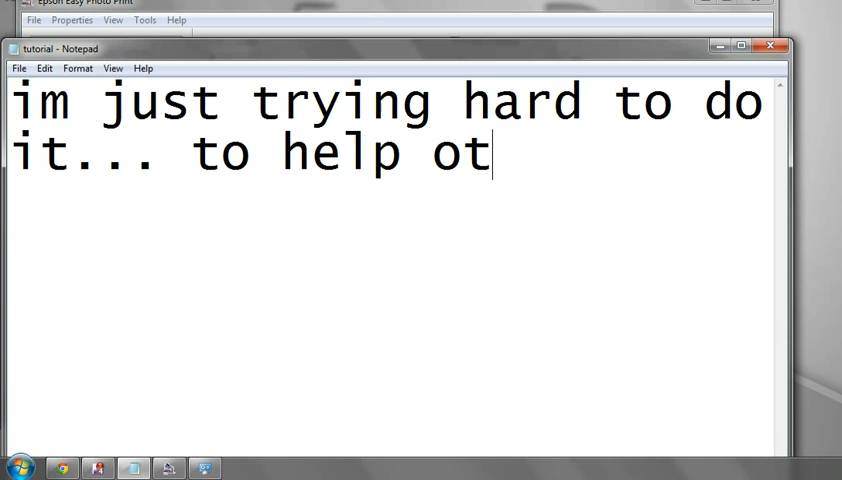 Epson Easy Photo Print
File Properties View Tools Help
tutorial - Notepad
File Edit Format View Help
im just trying hard to do
it... to help ot